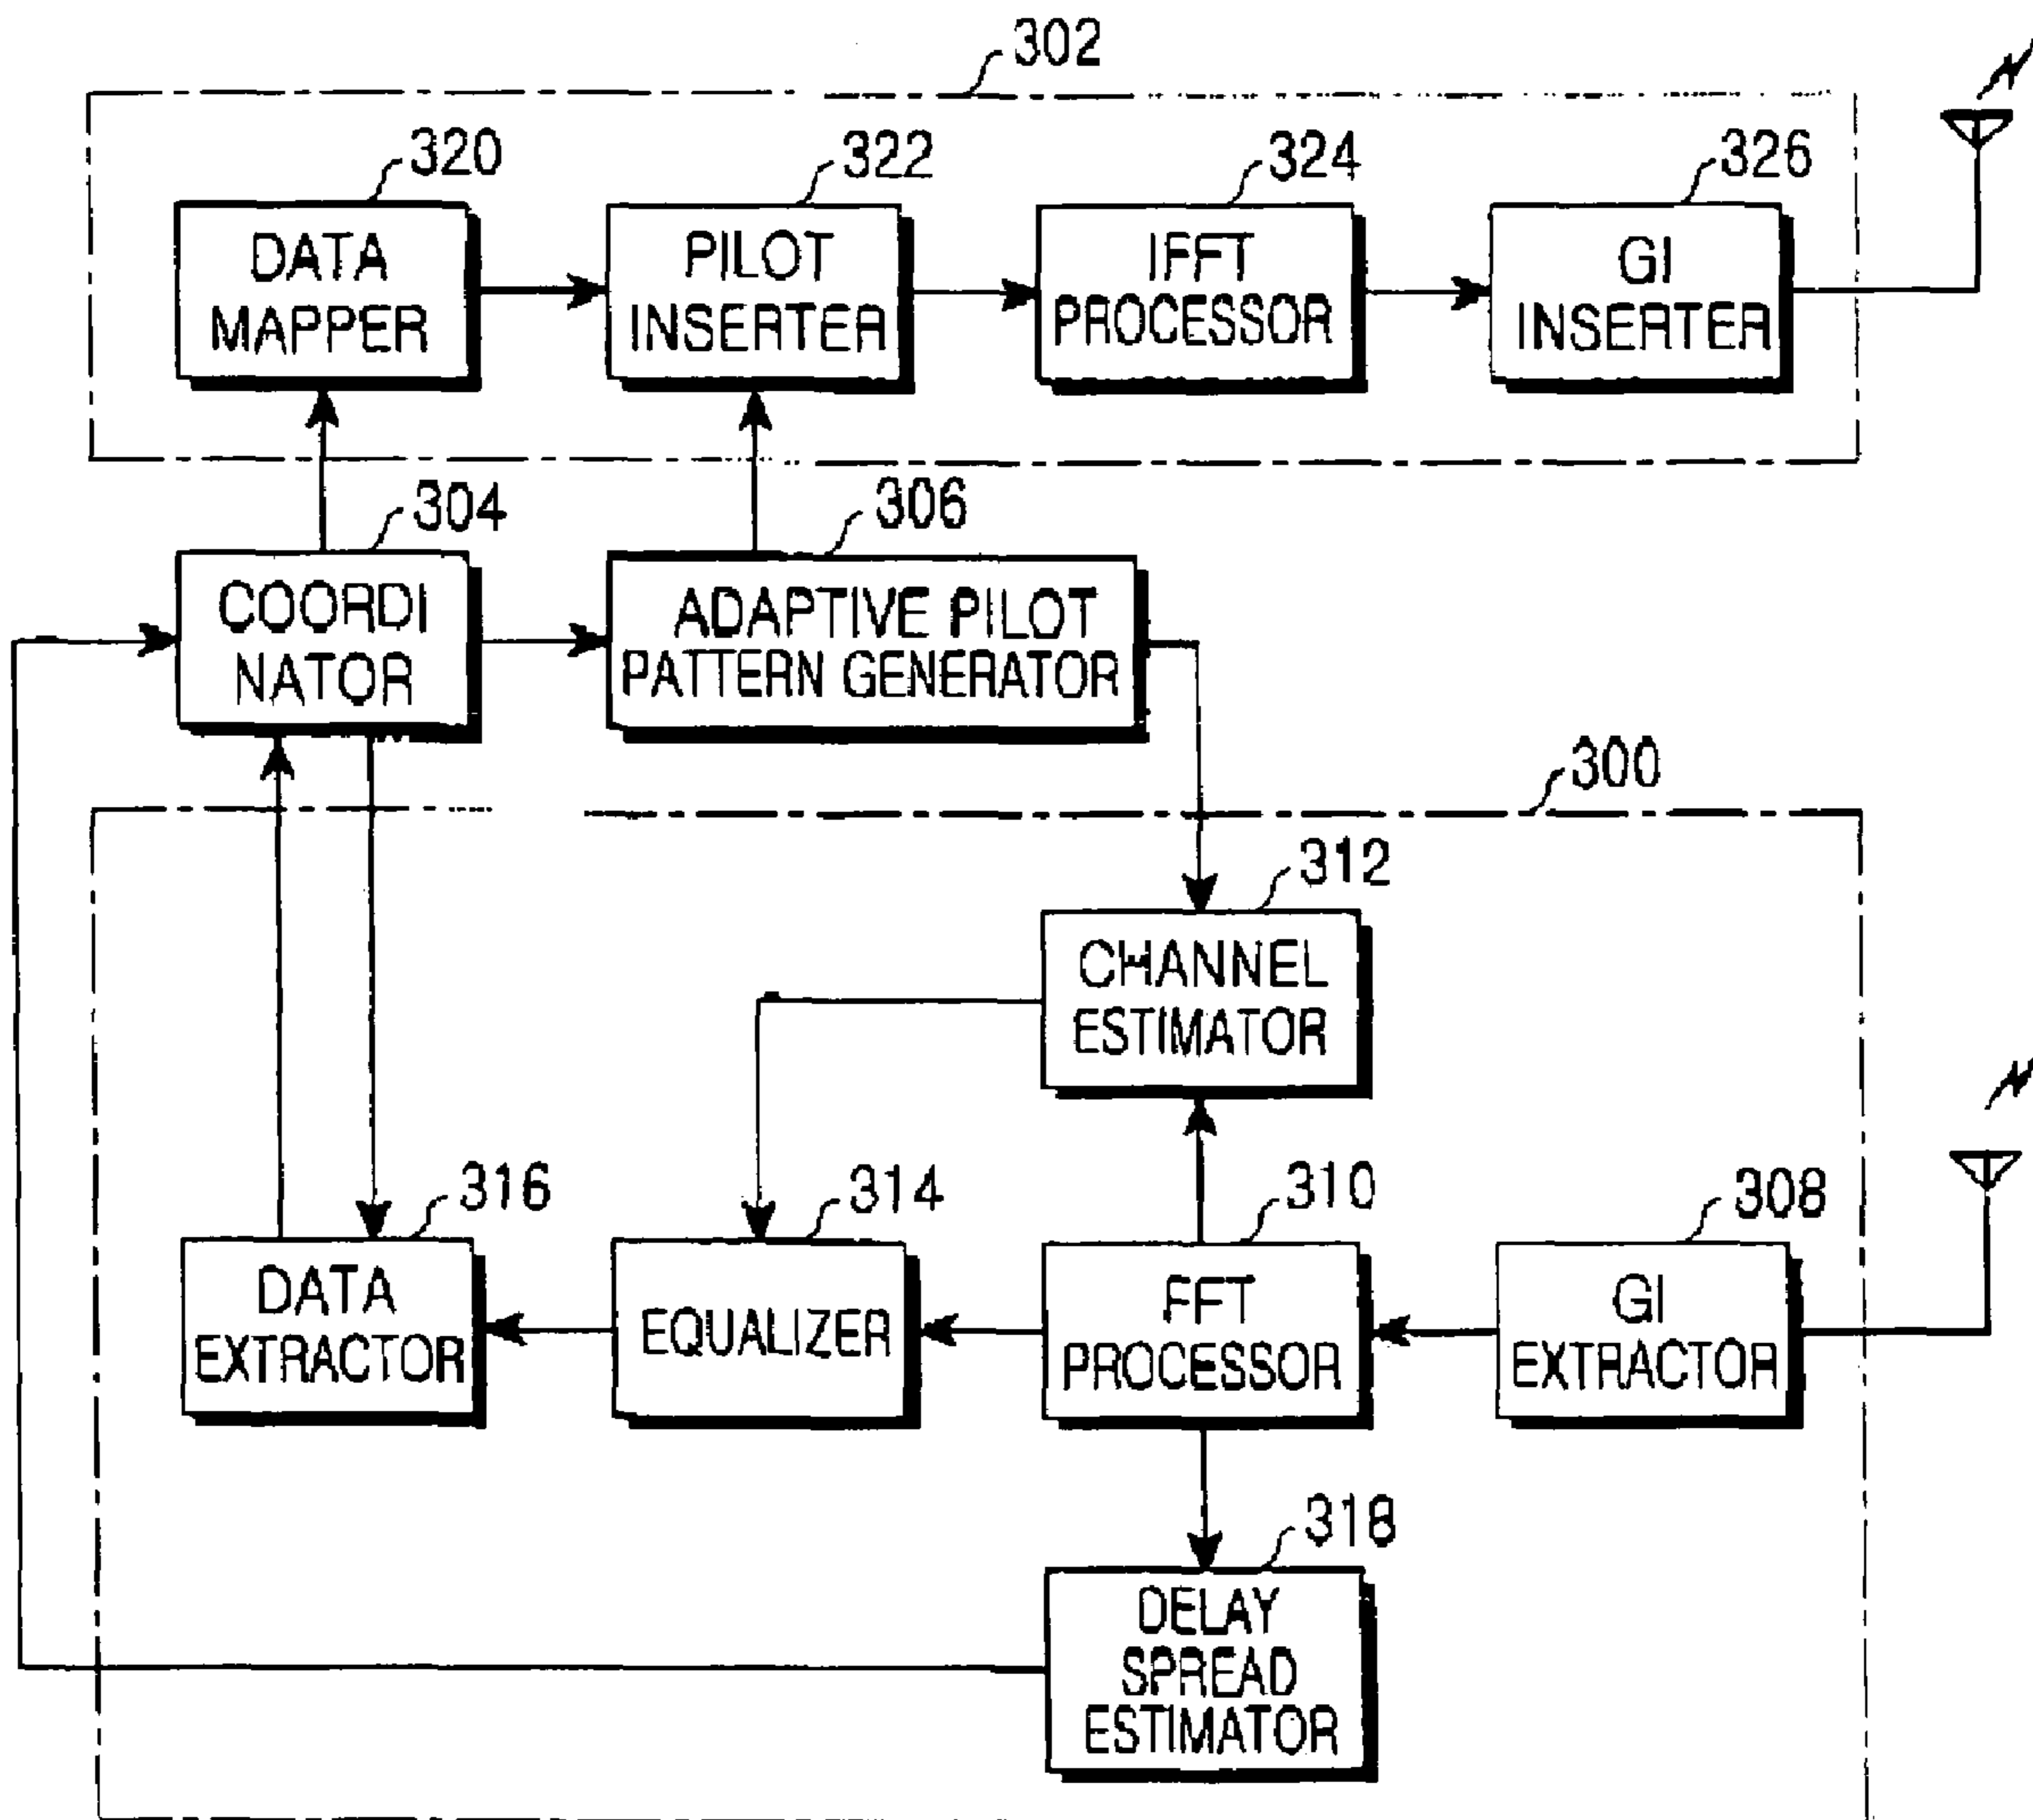 302
320
322
324
326
DATA
MAPPER
PILOT
INSERTER
IFFT
PROCESSOR
GI
INSERTER
304
306
COORDI
NATOR
ADAPTIVE PILOT
PATTERN GENERATOR
300
312
CHANNEL
ESTIMATOR
316
314
310
308
DATA
EXTRACTOR
EQUALIZER
FFT
PROCESSOR
GI
EXTRACTOR
318
DELAY
SPREAD
ESTIMATOR